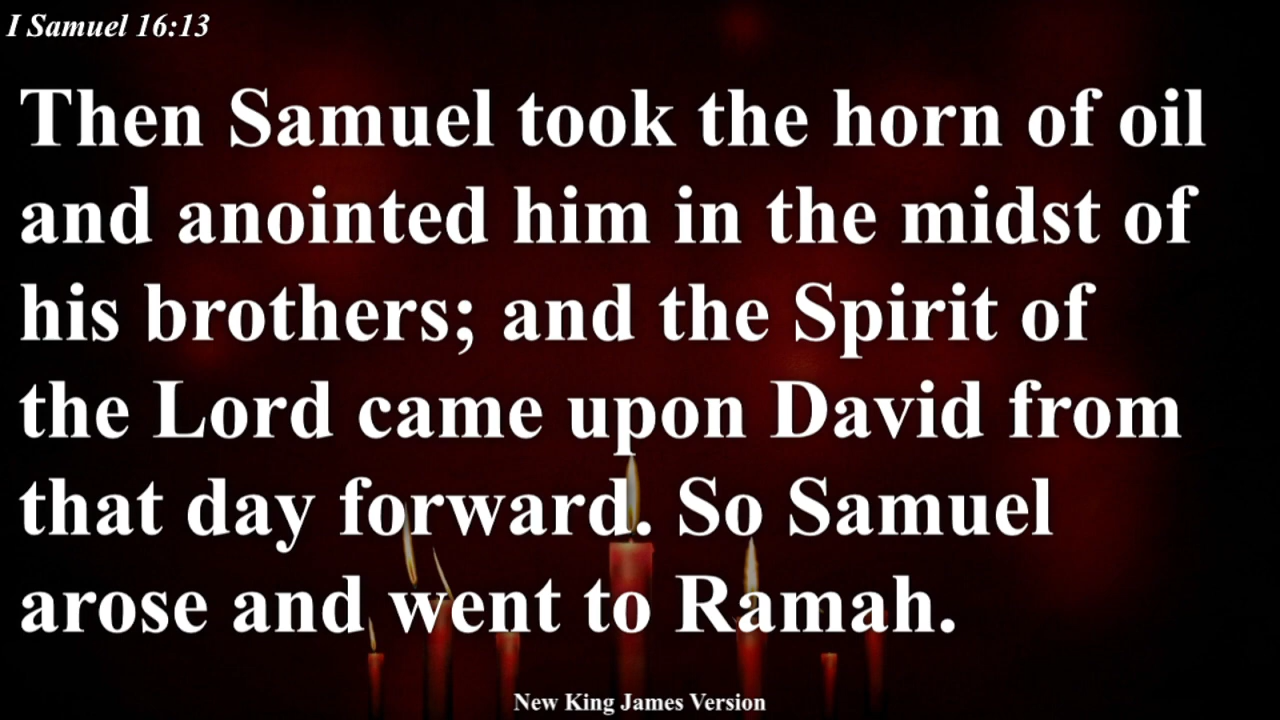 I Samuel 16:13
Then Samuel took the horn of oil
and anointed him in the midst of
his brothers; and the Spirit of
the Lord came upon David from
that day forward. So Samuel
arose and went to Ramah.
New King James Version